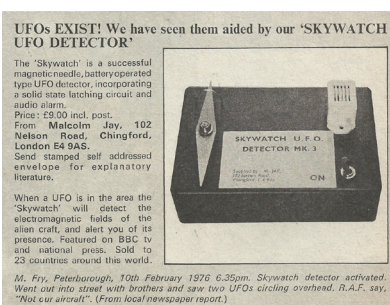 UFOs EXIST! We have seen them aided by our 'SKYWATCH
UFO DETECTOR'
The 'Skywatch' is a successful
magnetic needle, battery operated
type UFO detector, incorporating
a solid state latching circuit and
audio alarm.
Price: £9.00 incl. post.
From Malcolm Jay, 102
Nelson Road, Chingford,
London E4 9AS.
Send stamped self addressed
envelope for explanatory
literature.
When a UFO is in the area the
'Skywatch' will detect the
electromagnetic fields of the
alien craft, and alert you of its
presence. Featured on BBC tv
and national press. Sold to
23 countries around this world.
SKYWATCH U.F.O.
DETECTOR MK. 3
ON
M. Fry, Peterborough, 10th February 1976 6.35pm. Skywatch detector activated.
Went out into street with brothers and saw two UFOs circling overhead. R.A.F. say,
"Not our aircraft". (From local newspaper report.)